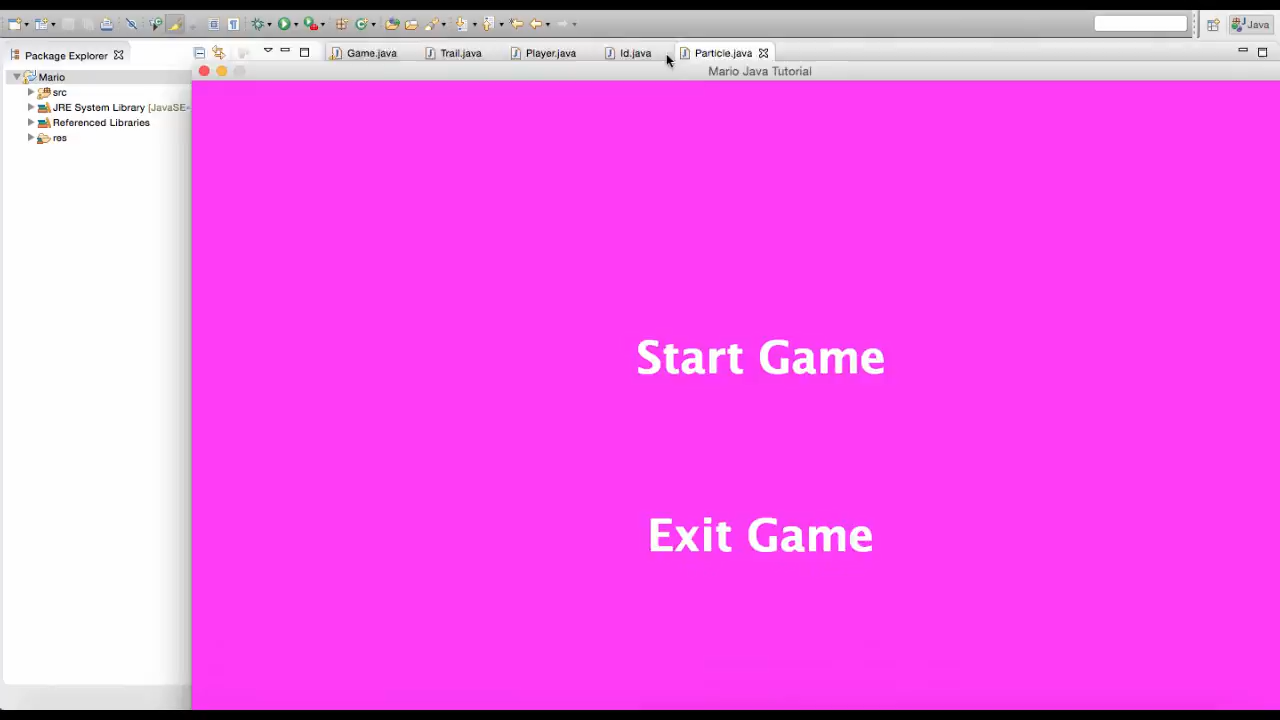 Java
Package Explorer
Game.java
Trail.java
Player.java
Id.java
Particle.java
Mario Java Tutorial
Mario
src
JRE System Library [JavaSE-
Referenced Libraries
res
Start Game
Exit Game